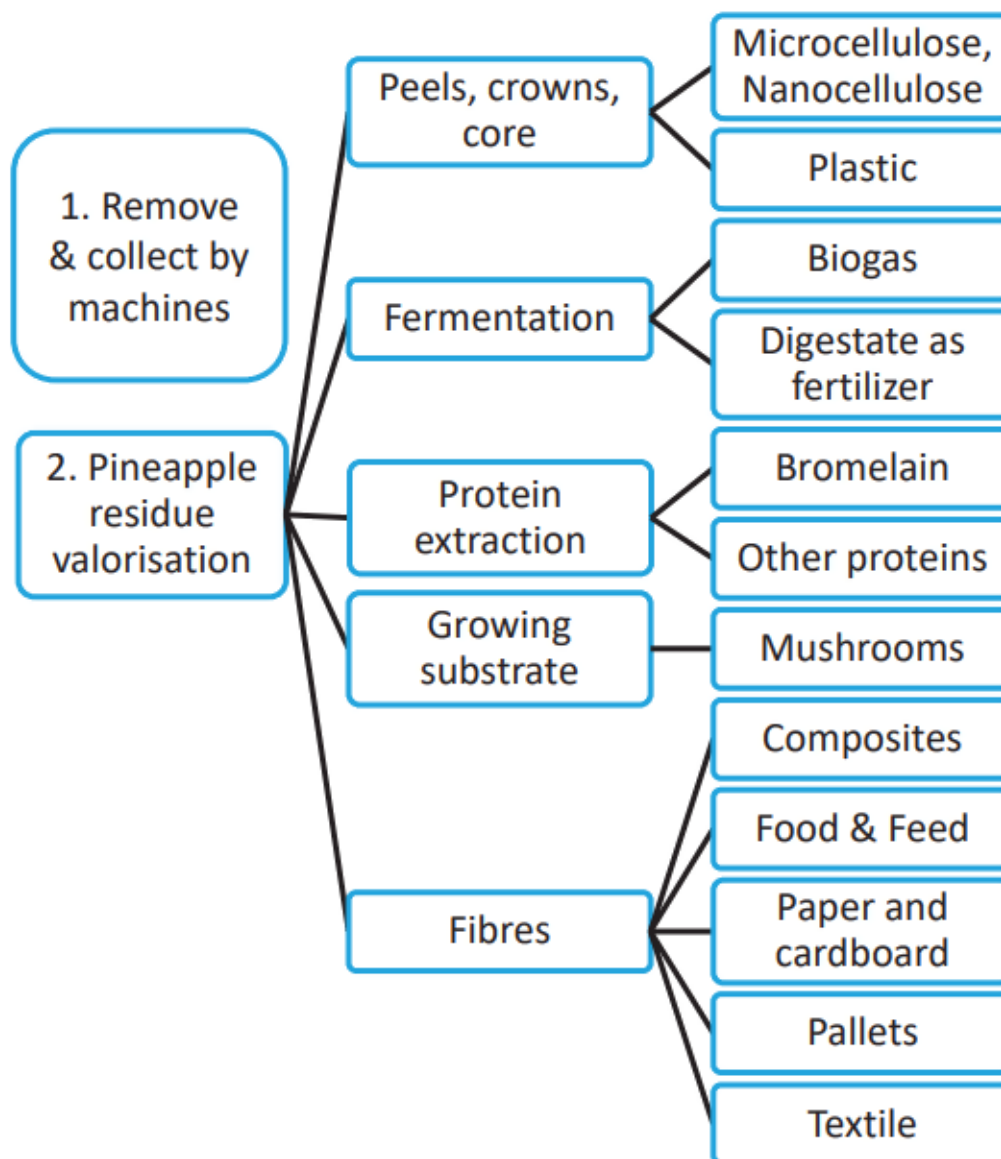 1. Remove
& collect by
machines
2. Pineapple
residue
valorisation
Peels, crowns,
core
Microcellulose,
Nanocellulose
Plastic
Fermentation
Biogas
Digestate as
fertilizer
Protein
extraction
Bromelain
Other proteins
Growing
substrate
Mushrooms
Fibres
Composites
Food & Feed
Paper and
cardboard
Pallets
Textile